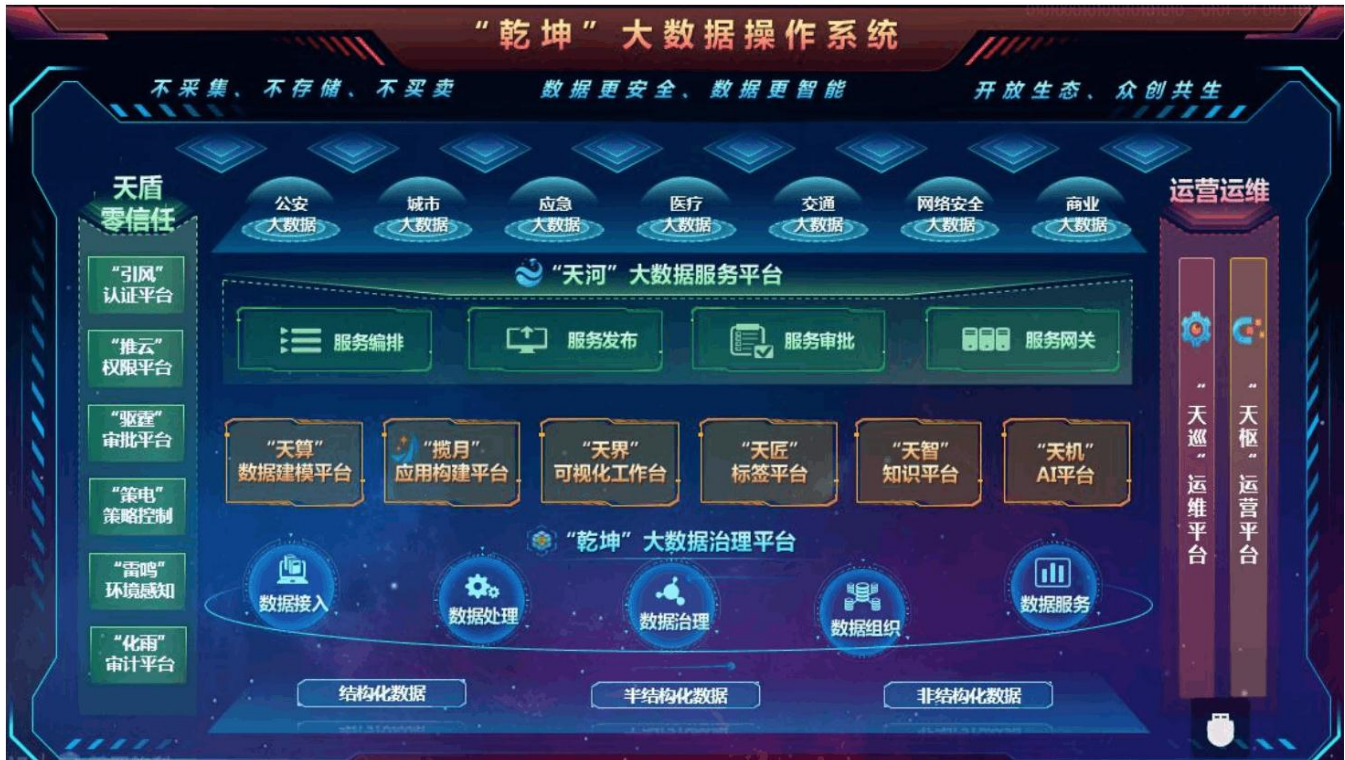 “乾坤”大数据操作系统
不采集、不存储、不买卖
数据更安全、数据更智能
开放生态、众创共生
天盾
零信任
“引风”
认证平台
“推云”
权限平台
“驱霆”
审批平台
“策电”
策略控制
“雷鸣”
环境感知
“化雨”
审计平台
公安
大数据
城市
大数据
应急
大数据
医疗
大数据
交通
大数据
网络安全
大数据
商业
大数据
“天河”大数据服务平台
服务编排
服务发布
服务审批
服务网关
“天算”
数据建模平台
“揽月”
应用构建平台
“天界”
可视化工作台
“天匠”
标签平台
“天智”
知识平台
“天机”
AI平台
“乾坤”大数据治理平台
数据接入
数据处理
数据治理
数据组织
数据服务
结构化数据
半结构化数据
非结构化数据
运营运维
“天巡”运维平台
“天枢”运营平台